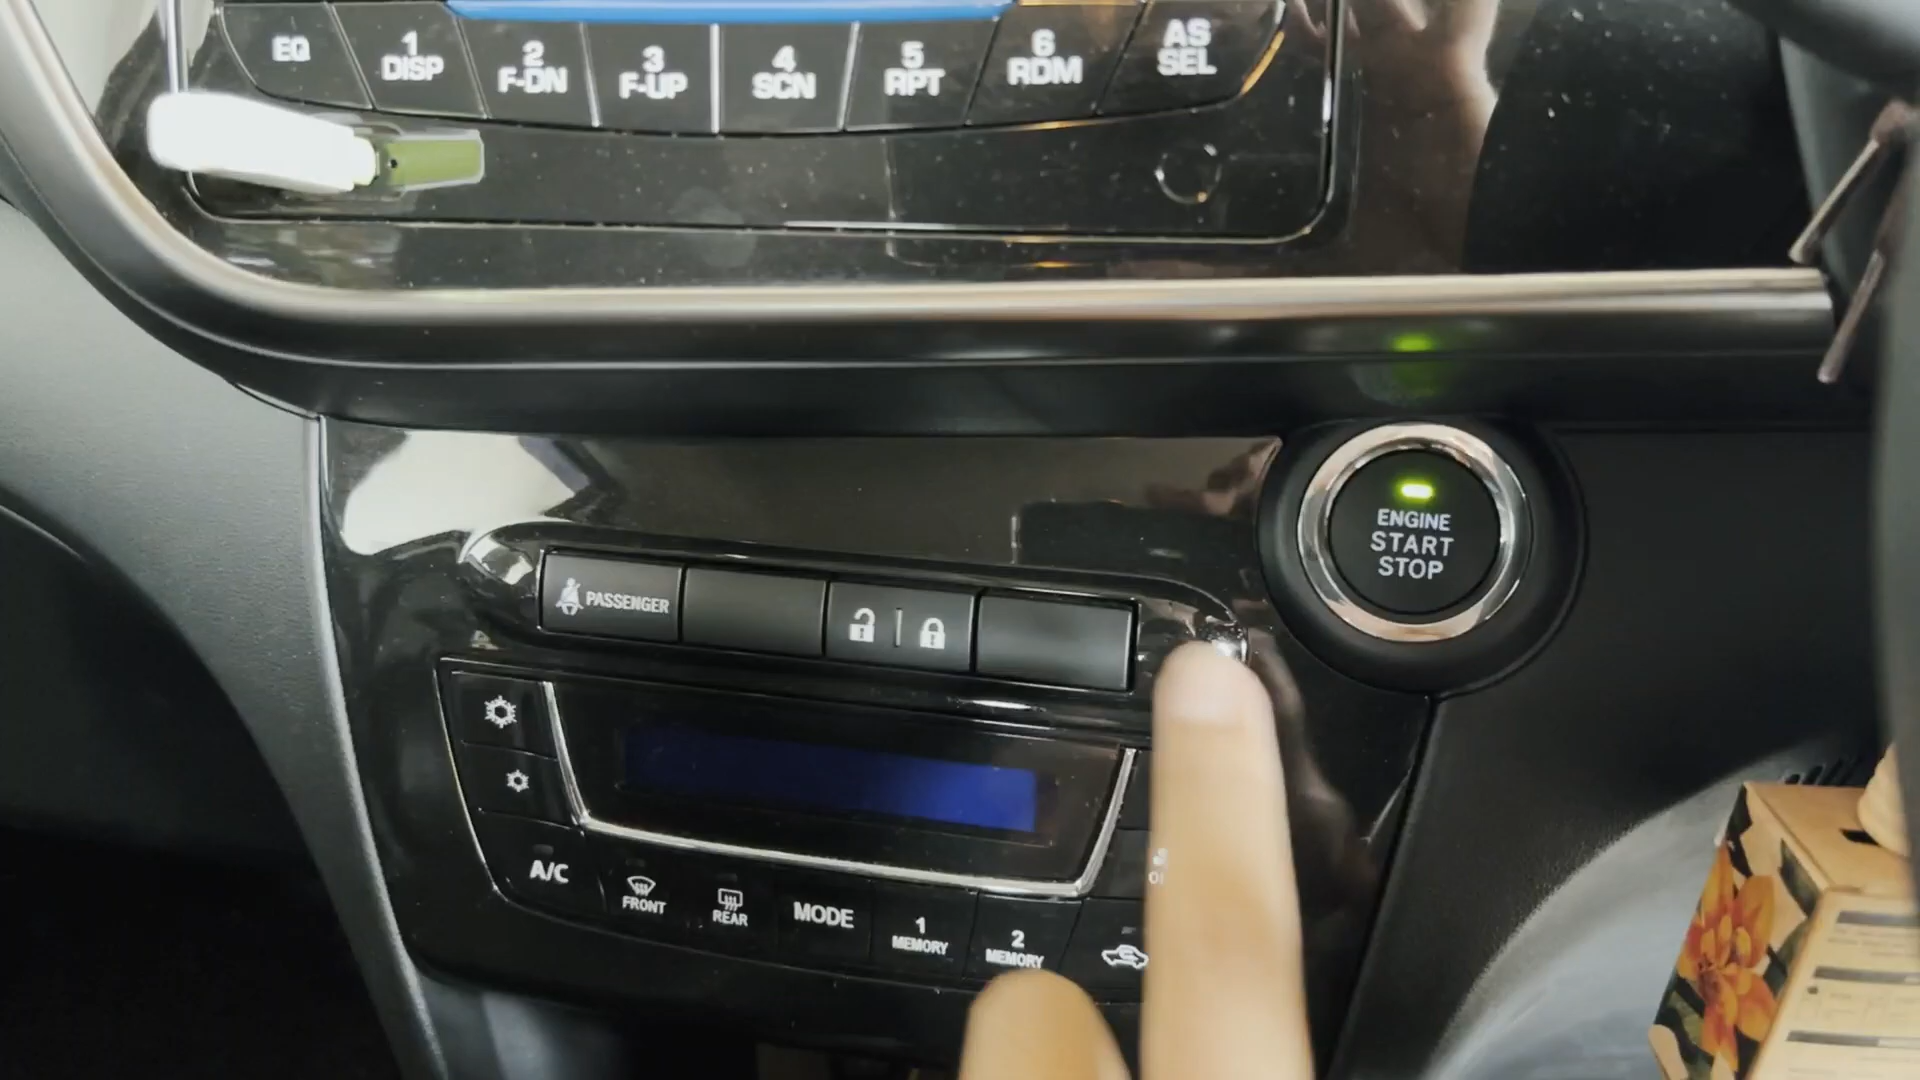 EQ
1
DISP
2
F-DN
3
F-UP
4
SCN
5
RPT
6
RDM
AS
SEL
ENGINE
START
STOP
PASSENGER
A/C
FRONT
REAR
MODE
1
MEMORY
2
MEMORY